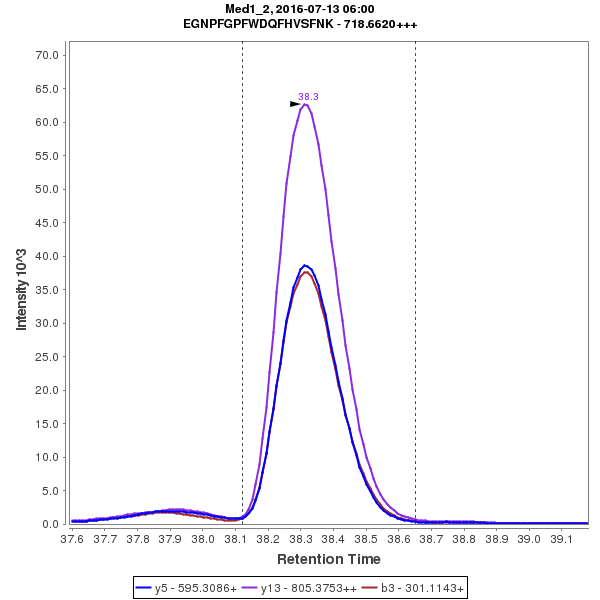 Med1_2, 2016-07-13 06:00
EGNPFGPFWDQFHVSFNK - 718.6620+++
70.0
65.0
60.0
55.0
50.0
45.0
40.0
35.0
30.0
25.0
20.0
15.0
10.0
5.0
0.0
Intensity 10^3
38.3
37.6 37.7 37.8 37.9 38.0 38.1 38.2 38.3 38.4 38.5 38.6 38.7 38.8 38.9 39.0 39.1
Retention Time
y5 - 595.3086+ y13 - 805.3753++ b3 - 301.1143+